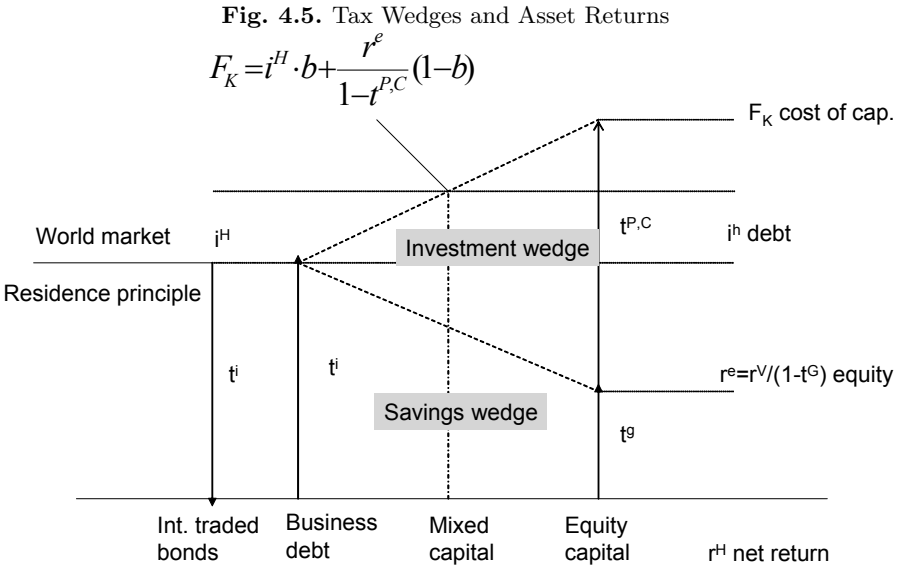 Fig. 4.5. Tax Wedges and Asset Returns
F_K = i^H · b + r^e / (1 − t^{P,C}) (1 − b)
F_K cost of cap.
t^{P,C}
World market
i^H
Investment wedge
i^h debt
Residence principle
t^i
t^i
r^e=r^V/(1-t^G) equity
Savings wedge
t^g
Int. traded
bonds
Business
debt
Mixed
capital
Equity
capital
r^H net return